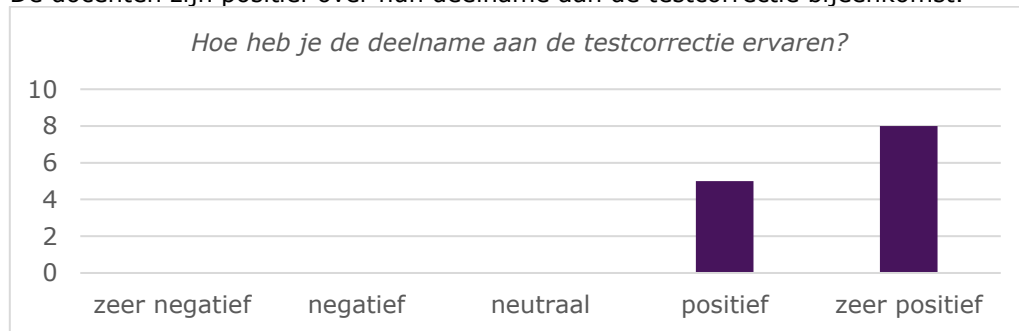 De docenten zijn positief over hun deelname aan de testcorrectie bijeenkomst.
Hoe heb je de deelname aan de testcorrectie ervaren?
10
8
6
4
2
0
zeer negatief negatief neutraal positief zeer positief